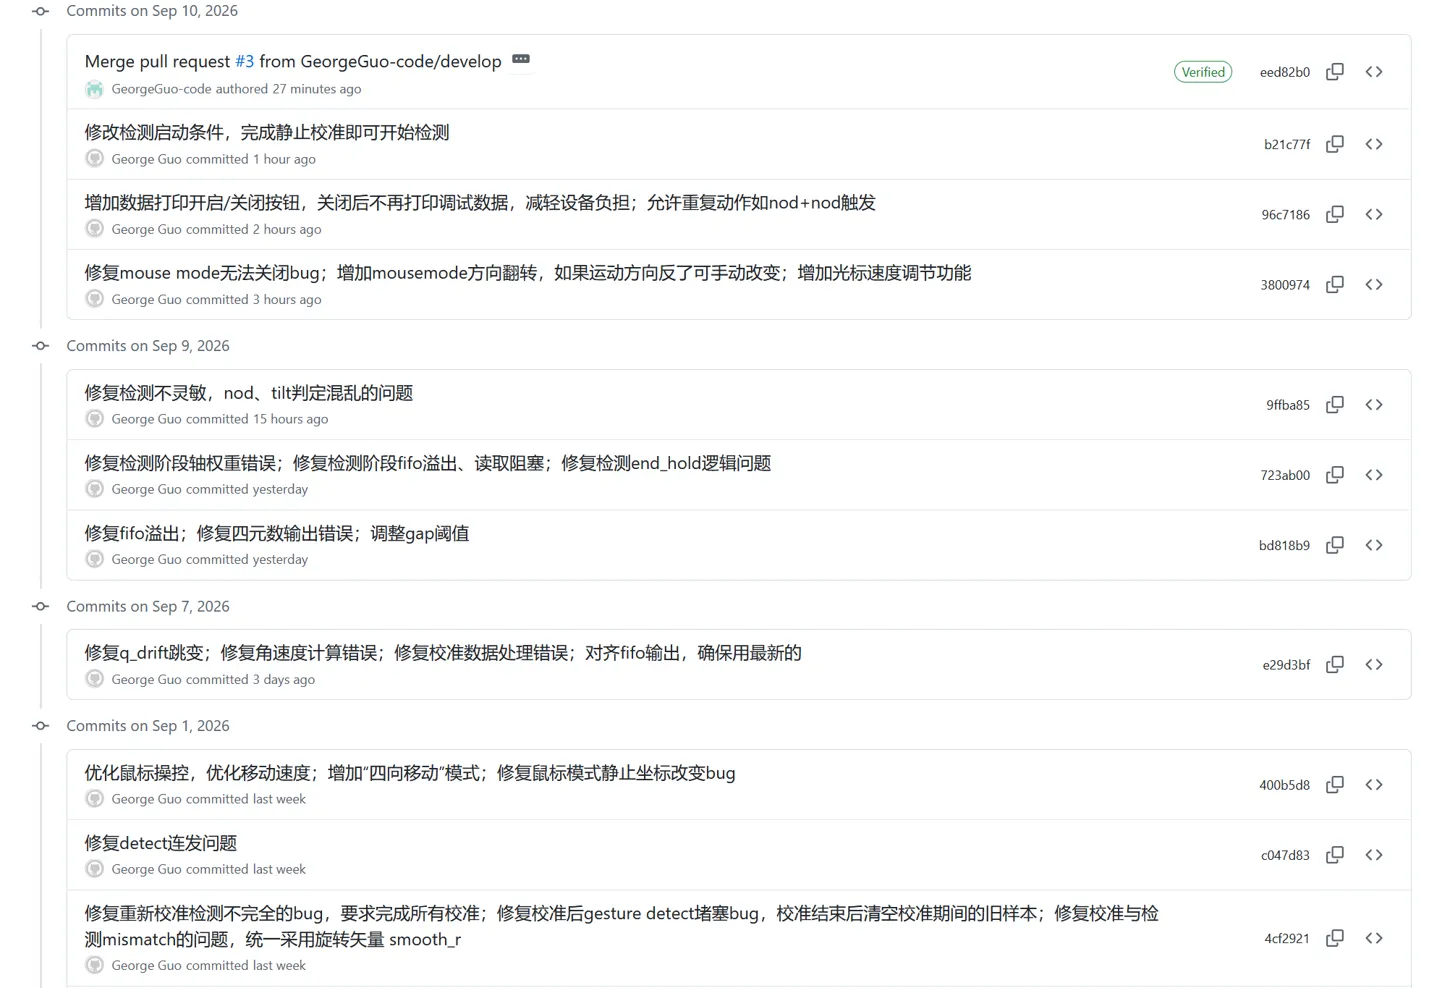 Commits on Sep 10, 2026
Merge pull request #3 from GeorgeGuo-code/develop
GeorgeGuo-code authored 27 minutes ago
Verified
eed82b0
修改检测启动条件，完成静止校准即可开始检测
George Guo committed 1 hour ago
b21c77f
增加数据打印开启/关闭按钮，关闭后不再打印调试数据，减轻设备负担；允许重复动作如nod+nod触发
George Guo committed 2 hours ago
96c7186
修复mouse mode无法关闭bug；增加mousemode方向翻转，如果运动方向反了可手动改变；增加光标速度调节功能
George Guo committed 3 hours ago
3800974
Commits on Sep 9, 2026
修复检测不灵敏，nod、tilt判定混乱的问题
George Guo committed 15 hours ago
9ffba85
修复检测阶段轴权重错误；修复检测阶段fifo溢出、读取阻塞；修复检测end_hold逻辑问题
George Guo committed yesterday
723ab00
修复fifo溢出；修复四元数输出错误；调整gap阈值
George Guo committed yesterday
bd818b9
Commits on Sep 7, 2026
修复q_drift跳变；修复角速度计算错误；修复校准数据处理错误；对齐fifo输出，确保用最新的
George Guo committed 3 days ago
e29d3bf
Commits on Sep 1, 2026
优化鼠标操控，优化移动速度；增加“四向移动”模式；修复鼠标模式静止坐标改变bug
George Guo committed last week
400b5d8
修复detect连发问题
George Guo committed last week
c047d83
修复重新校准检测不完全的bug，要求完成所有校准；修复校准后gesture detect堵塞bug，校准结束后清空校准期间的旧样本；修复校准与检
测mismatch的问题，统一采用旋转矢量 smooth_r
George Guo committed last week
4cf2921